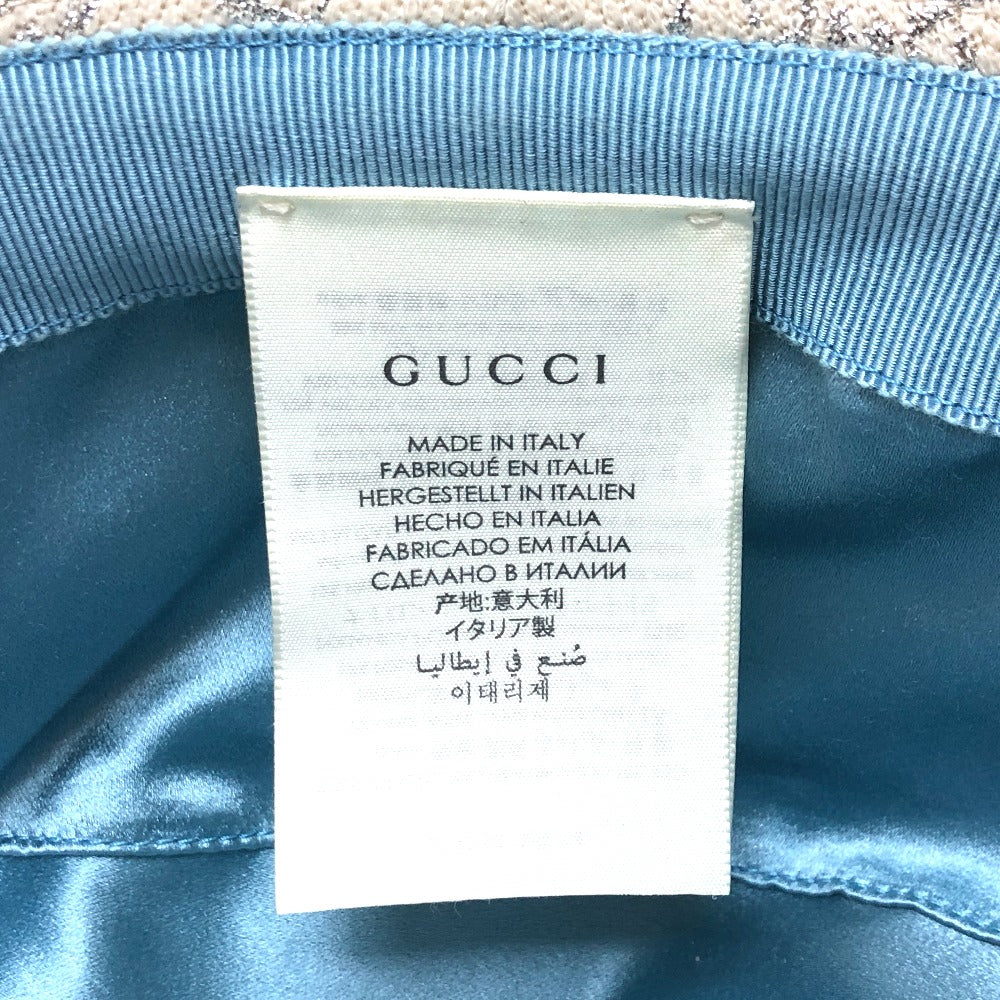 GUCCI
MADE IN ITALY
FABRIQUÉ EN ITALIE
HERGESTELLT IN ITALIEN
HECHO EN ITALIA
FABRICADO EM ITÁLIA
СДЕЛАНО В ИТАЛИИ
产地:意大利
イタリア製
صُنع في إيطاليا
이태리제